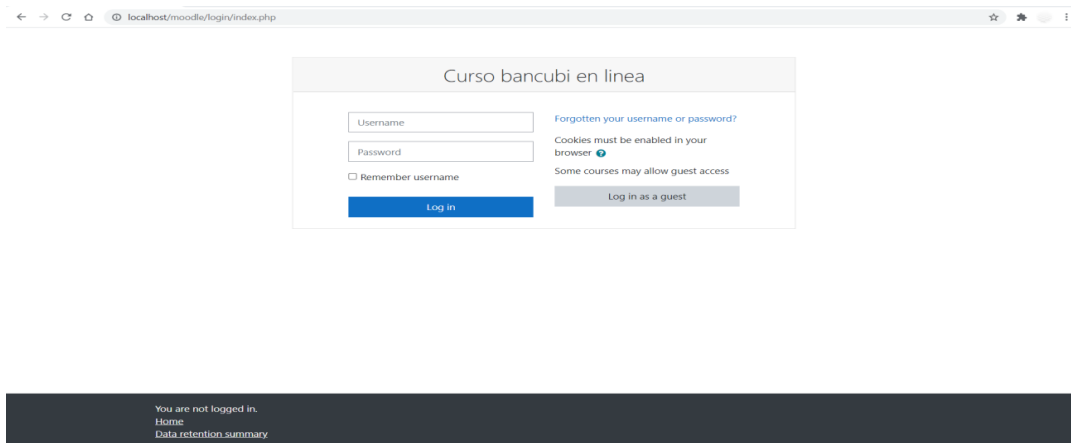 localhost/moodle/login/index.php
Curso bancubi en linea
Username
Password
Remember username
Log in
Forgotten your username or password?
Cookies must be enabled in your
browser
Some courses may allow guest access
Log in as a guest
You are not logged in.
Home
Data retention summary